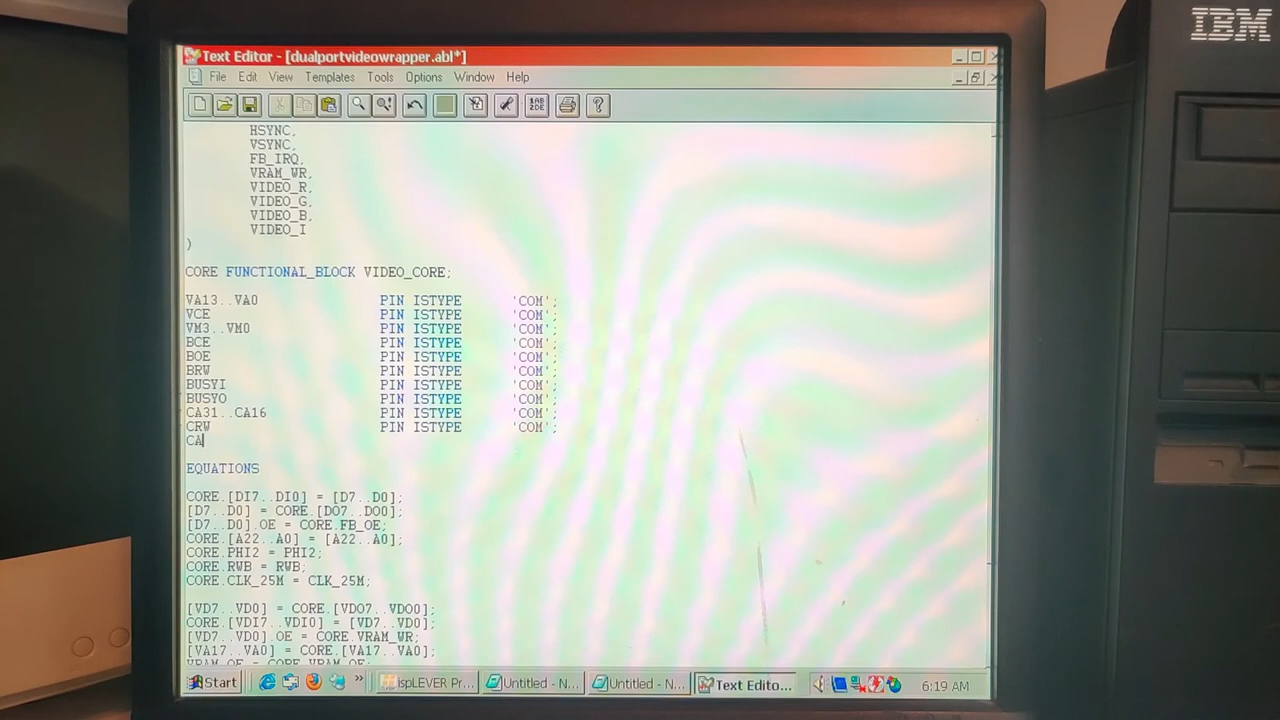 IBM
Text Editor - [dualportvideowrapper.abl*]
File Edit View Templates Tools Options Window Help
HSYNC,
VSYNC,
FB_IRQ,
VRAM_WR,
VIDEO_R,
VIDEO_G,
VIDEO_B,
VIDEO_I
)
CORE FUNCTIONAL_BLOCK VIDEO_CORE;
VA13..VA0 PIN ISTYPE 'COM';
VCE PIN ISTYPE 'COM';
VM3..VM0 PIN ISTYPE 'COM';
BCE PIN ISTYPE 'COM';
BOE PIN ISTYPE 'COM';
BRW PIN ISTYPE 'COM';
BUSYI PIN ISTYPE 'COM';
BUSYO PIN ISTYPE 'COM';
CA31..CA16 PIN ISTYPE 'COM';
CRW PIN ISTYPE 'COM';
CA
EQUATIONS
CORE.[DI7..DI0] = [D7..D0];
[D7..D0] = CORE.[DO7..DO0];
[D7..D0].OE = CORE.FB_OE;
CORE.[A22..A0] = [A22..A0];
CORE.PHI2 = PHI2;
CORE.RWB = RWB;
CORE.CLK_25M = CLK_25M;
[VD7..VD0] = CORE.[VDO7..VDO0];
CORE.[VDI7..VDI0] = [VD7..VD0];
[VD7..VD0].OE = CORE.VRAM_WR;
[VA17..VA0] = CORE.[VA17..VA0];
VRAM_OE = CORE.VRAM_OE;
Start ispLEVER Pr... Untitled - N... Untitled - N... Text Edito... 6:19 AM